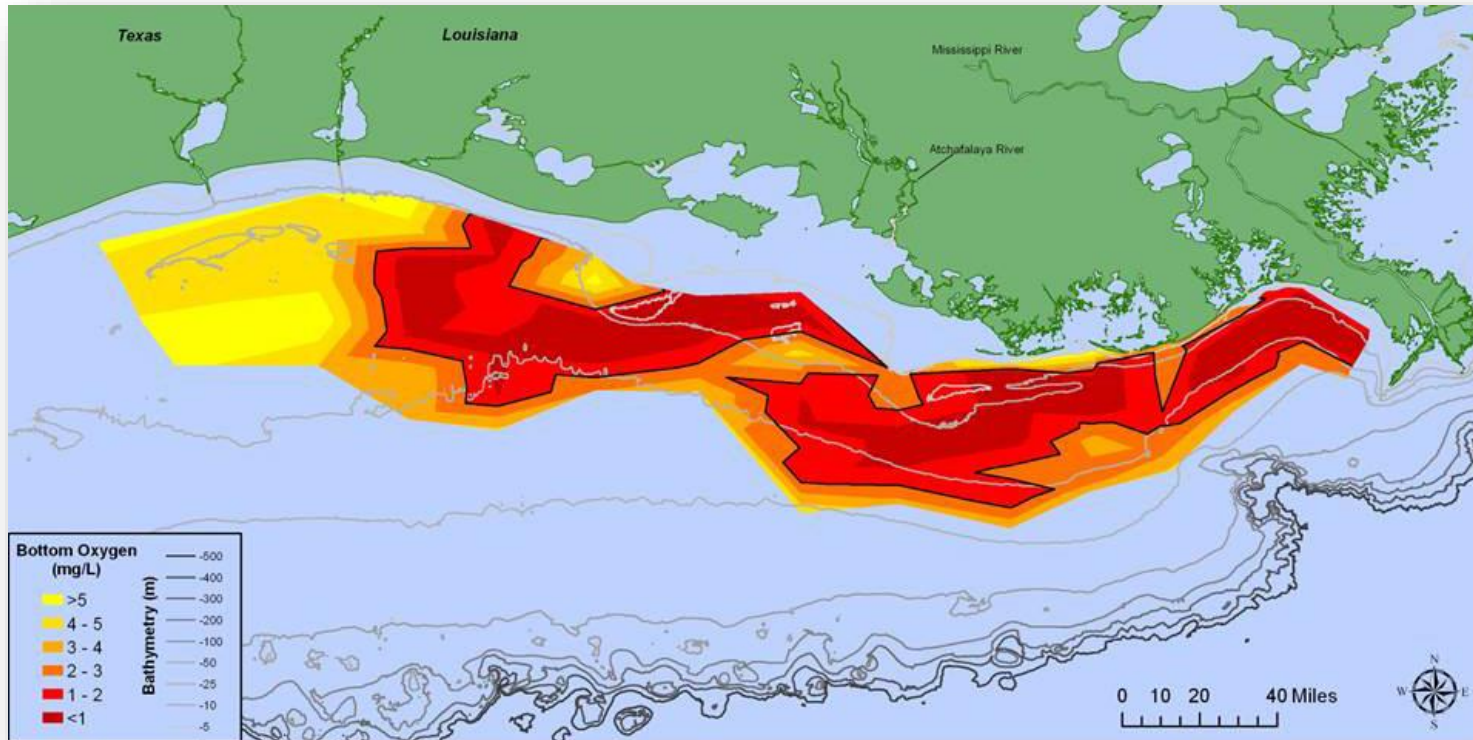 Texas
Louisiana
Mississippi River
Atchafalaya River
Bottom Oxygen
(mg/L)
>5
4 - 5
3 - 4
2 - 3
1 - 2
<1
Bathymetry (m)
-500
-400
-300
-200
-100
-50
-25
-10
-5
0 10 20 40 Miles
N
W E
S